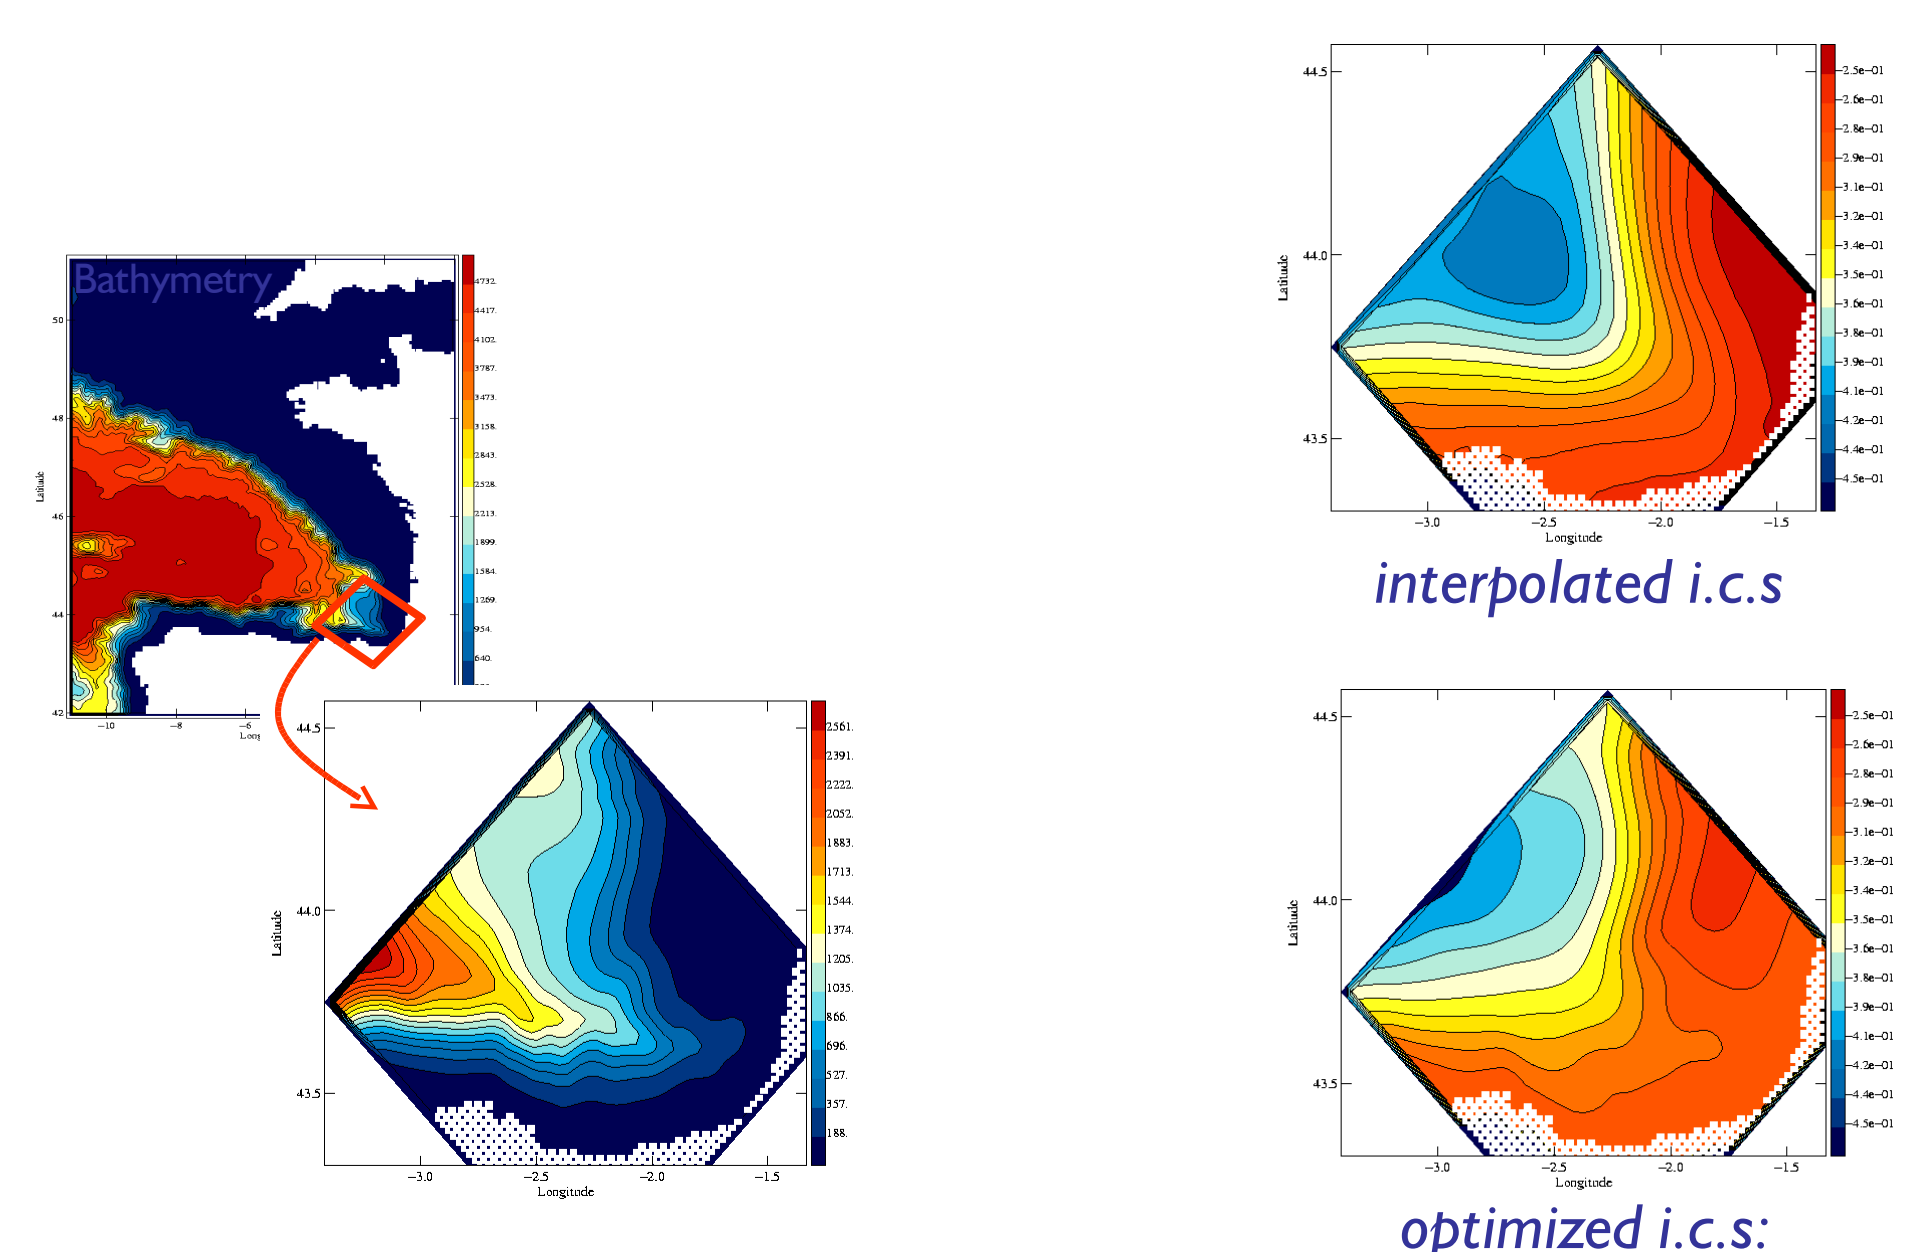 Bathymetry
50
48
46
44
42
Latitude
−10
−8
−6
Long
4732.
4417.
4102.
3787.
3473.
3158.
2843.
2528.
2213.
1899.
1584.
1269.
954.
640.
44.5
44.0
43.5
Latitude
−3.0
−2.5
−2.0
−1.5
Longitude
2561.
2391.
2222.
2052.
1883.
1713.
1544.
1374.
1205.
1035.
866.
696.
527.
357.
188.
44.5
44.0
43.5
Latitude
−3.0
−2.5
−2.0
−1.5
Longitude
−2.5e−01
−2.6e−01
−2.8e−01
−2.9e−01
−3.1e−01
−3.2e−01
−3.4e−01
−3.5e−01
−3.6e−01
−3.8e−01
−3.9e−01
−4.1e−01
−4.2e−01
−4.4e−01
−4.5e−01
interpolated i.c.s
44.5
44.0
43.5
Latitude
−3.0
−2.5
−2.0
−1.5
Longitude
−2.5e−01
−2.6e−01
−2.8e−01
−2.9e−01
−3.1e−01
−3.2e−01
−3.4e−01
−3.5e−01
−3.6e−01
−3.8e−01
−3.9e−01
−4.1e−01
−4.2e−01
−4.4e−01
−4.5e−01
optimized i.c.s: